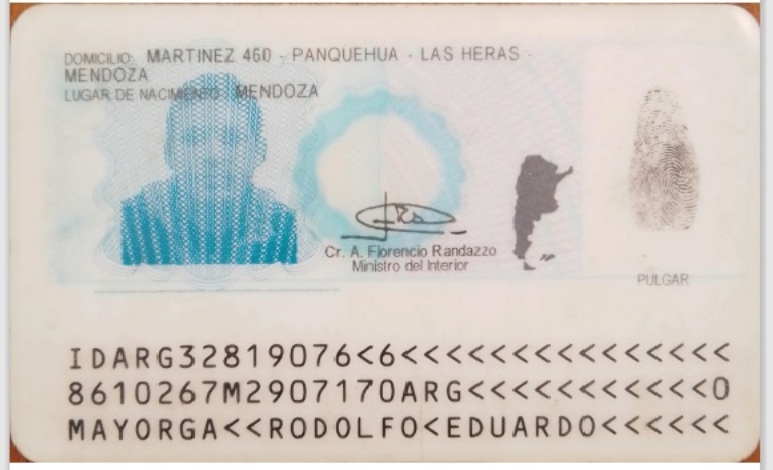 DOMICILIO: MARTINEZ 460 - PANQUEHUA - LAS HERAS -
MENDOZA
LUGAR DE NACIMIENTO: MENDOZA
Cr. A. Florencio Randazzo
Ministro del Interior
PULGAR
IDARG32819076<6<<<<<<<<<<<<<<<
8610267M2907170ARG<<<<<<<<<<<0
MAYORGA<<RODOLFO<EDUARDO<<<<<<